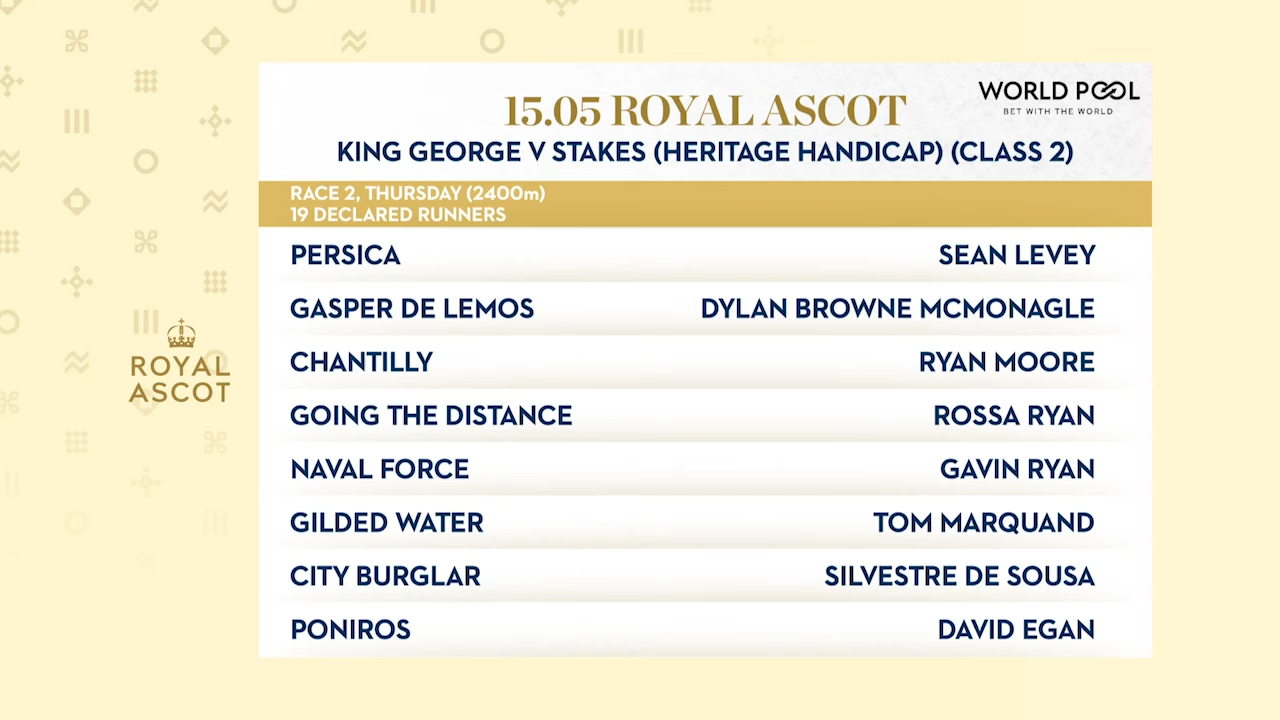 15.05 ROYAL ASCOT
WORLD POOL
BET WITH THE WORLD
KING GEORGE V STAKES (HERITAGE HANDICAP) (CLASS 2)
RACE 2, THURSDAY (2400m)
19 DECLARED RUNNERS
PERSICA SEAN LEVEY
GASPER DE LEMOS DYLAN BROWNE MCMONAGLE
CHANTILLY RYAN MOORE
GOING THE DISTANCE ROSSA RYAN
NAVAL FORCE GAVIN RYAN
GILDED WATER TOM MARQUAND
CITY BURGLAR SILVESTRE DE SOUSA
PONIROS DAVID EGAN
ROYAL
ASCOT